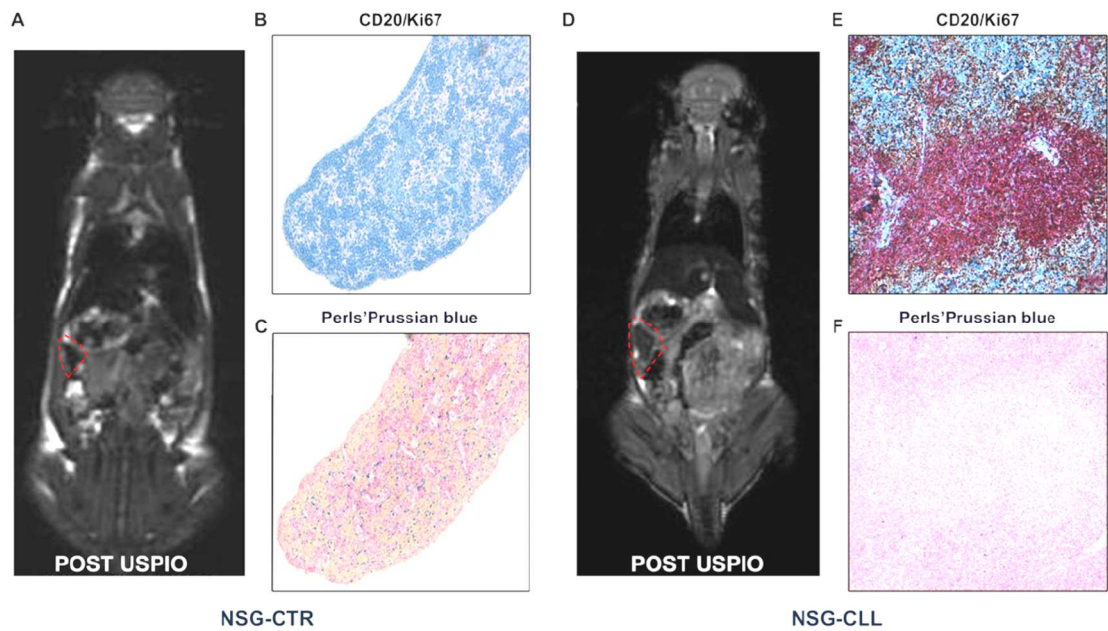 A
B
CD20/Ki67
D
E
CD20/Ki67
C
Perls'Prussian blue
F
Perls'Prussian blue
POST USPIO
POST USPIO
NSG-CTR
NSG-CLL